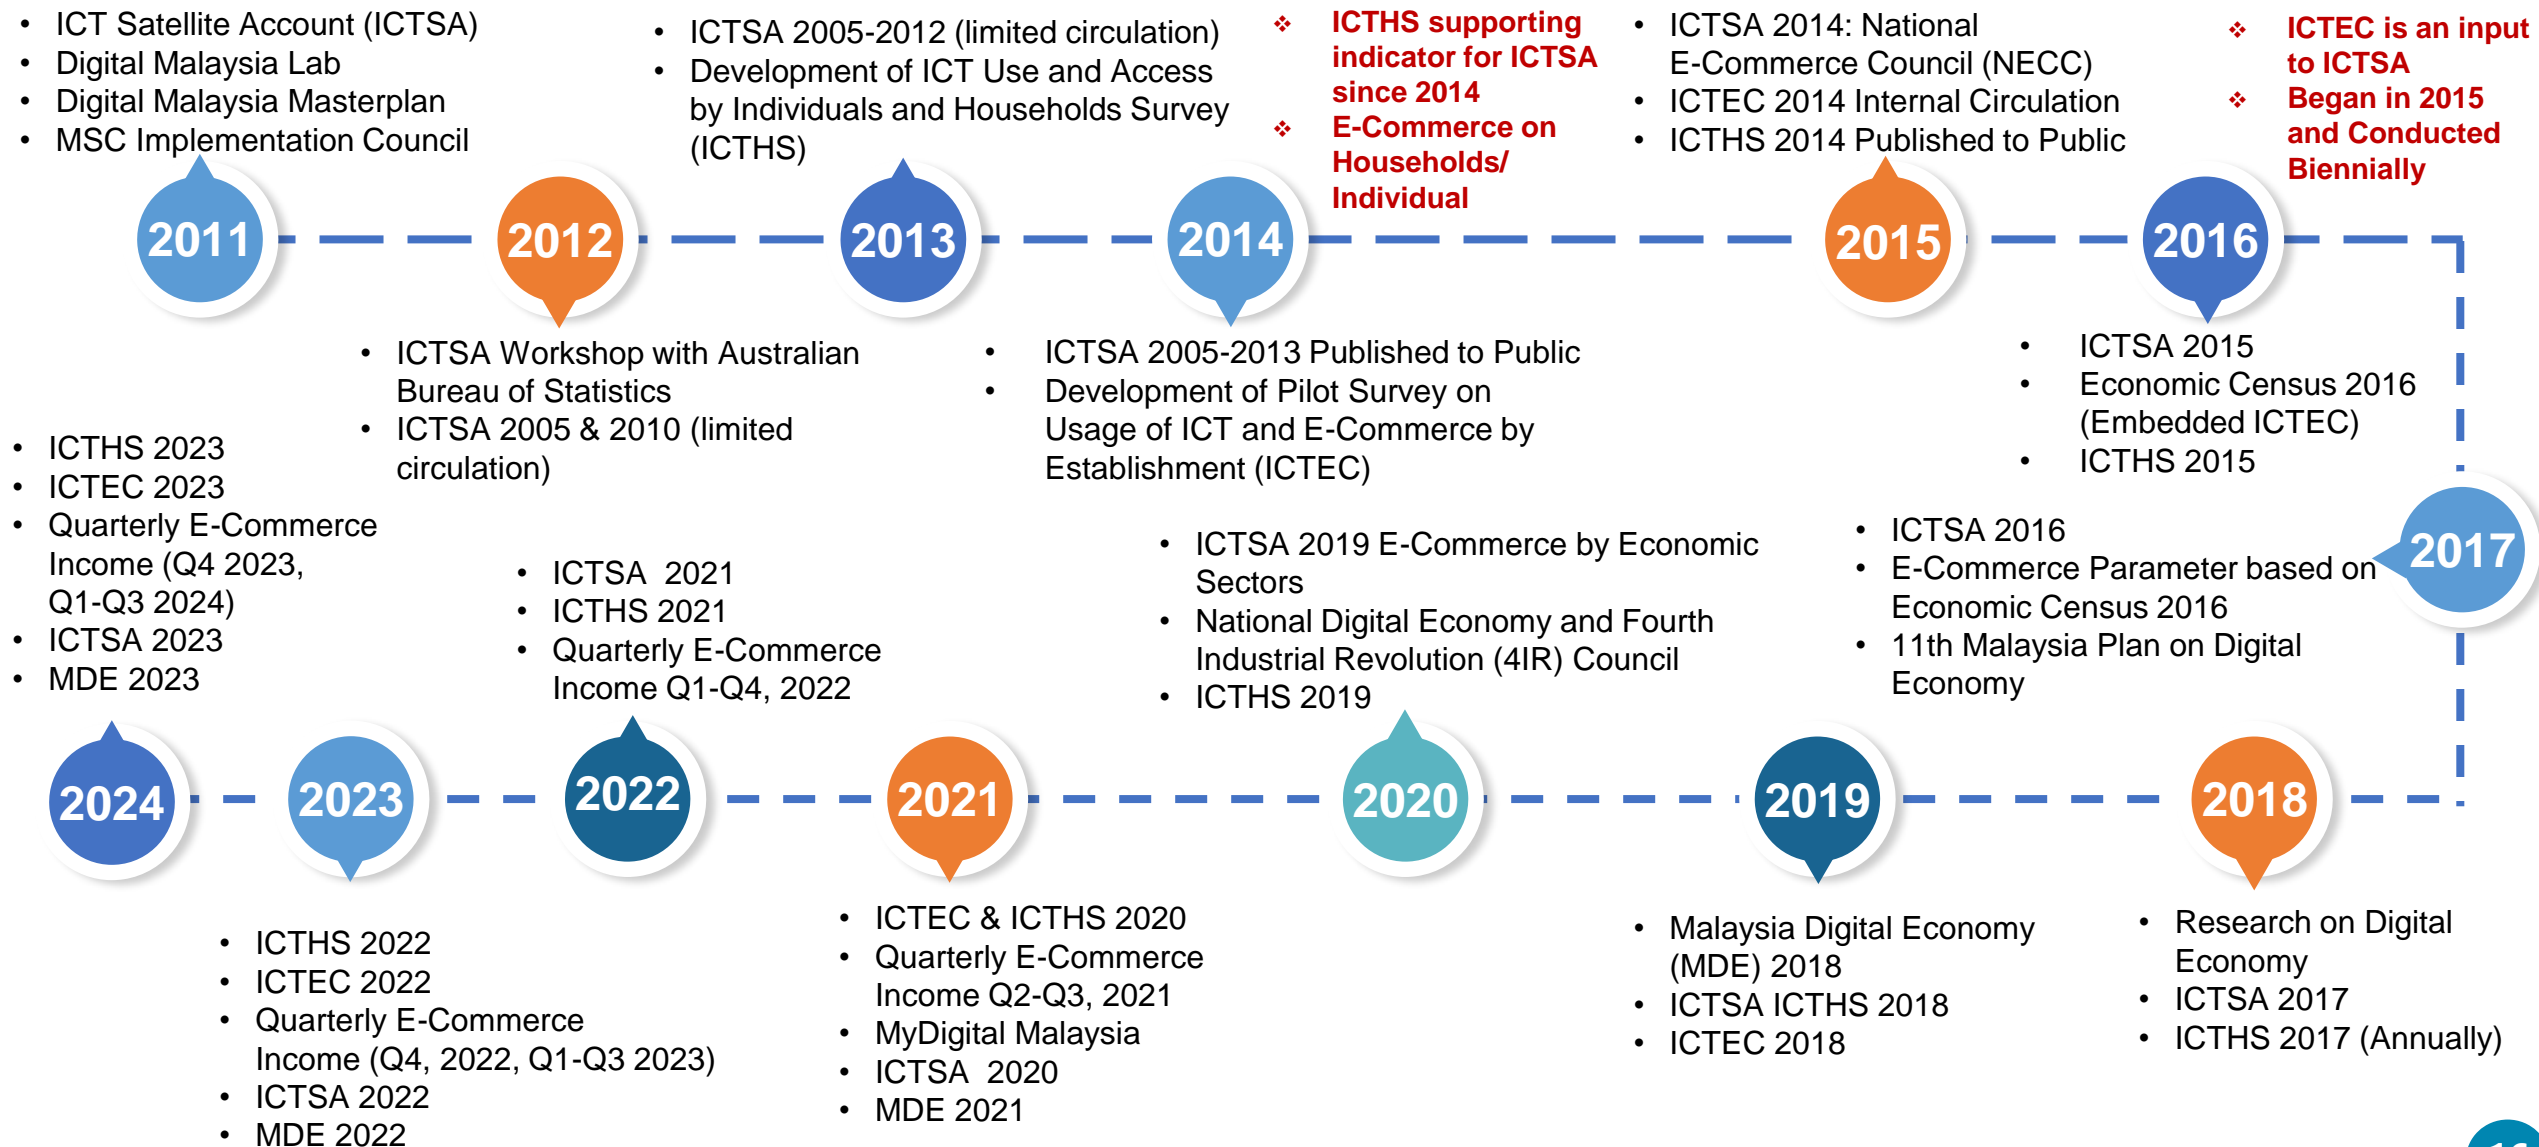 • ICT Satellite Account (ICTSA)
• Digital Malaysia Lab
• Digital Malaysia Masterplan
• MSC Implementation Council
2011
2012
• ICTSA Workshop with Australian
Bureau of Statistics
• ICTSA 2005 & 2010 (limited
circulation)
• ICTSA 2005-2012 (limited circulation)
• Development of ICT Use and Access
by Individuals and Households Survey
(ICTHS)
2013
❖ ICTHS supporting
indicator for ICTSA
since 2014
❖ E-Commerce on
Households/
Individual
2014
• ICTSA 2005-2013 Published to Public
• Development of Pilot Survey on
Usage of ICT and E-Commerce by
Establishment (ICTEC)
• ICTSA 2014: National
E-Commerce Council (NECC)
• ICTEC 2014 Internal Circulation
• ICTHS 2014 Published to Public
2015
❖ ICTEC is an input
to ICTSA
❖ Began in 2015
and Conducted
Biennially
2016
• ICTSA 2015
• Economic Census 2016
(Embedded ICTEC)
• ICTHS 2015
2017
• ICTSA 2016
• E-Commerce Parameter based on
Economic Census 2016
• 11th Malaysia Plan on Digital
Economy
2018
• Research on Digital
Economy
• ICTSA 2017
• ICTHS 2017 (Annually)
2019
• Malaysia Digital Economy
(MDE) 2018
• ICTSA ICTHS 2018
• ICTEC 2018
• ICTSA 2019 E-Commerce by Economic
Sectors
• National Digital Economy and Fourth
Industrial Revolution (4IR) Council
• ICTHS 2019
2020
2021
• ICTEC & ICTHS 2020
• Quarterly E-Commerce
Income Q2-Q3, 2021
• MyDigital Malaysia
• ICTSA 2020
• MDE 2021
• ICTSA 2021
• ICTHS 2021
• Quarterly E-Commerce
Income Q1-Q4, 2022
2022
2023
• ICTHS 2022
• ICTEC 2022
• Quarterly E-Commerce
Income (Q4, 2022, Q1-Q3 2023)
• ICTSA 2022
• MDE 2022
• ICTHS 2023
• ICTEC 2023
• Quarterly E-Commerce
Income (Q4 2023,
Q1-Q3 2024)
• ICTSA 2023
• MDE 2023
2024